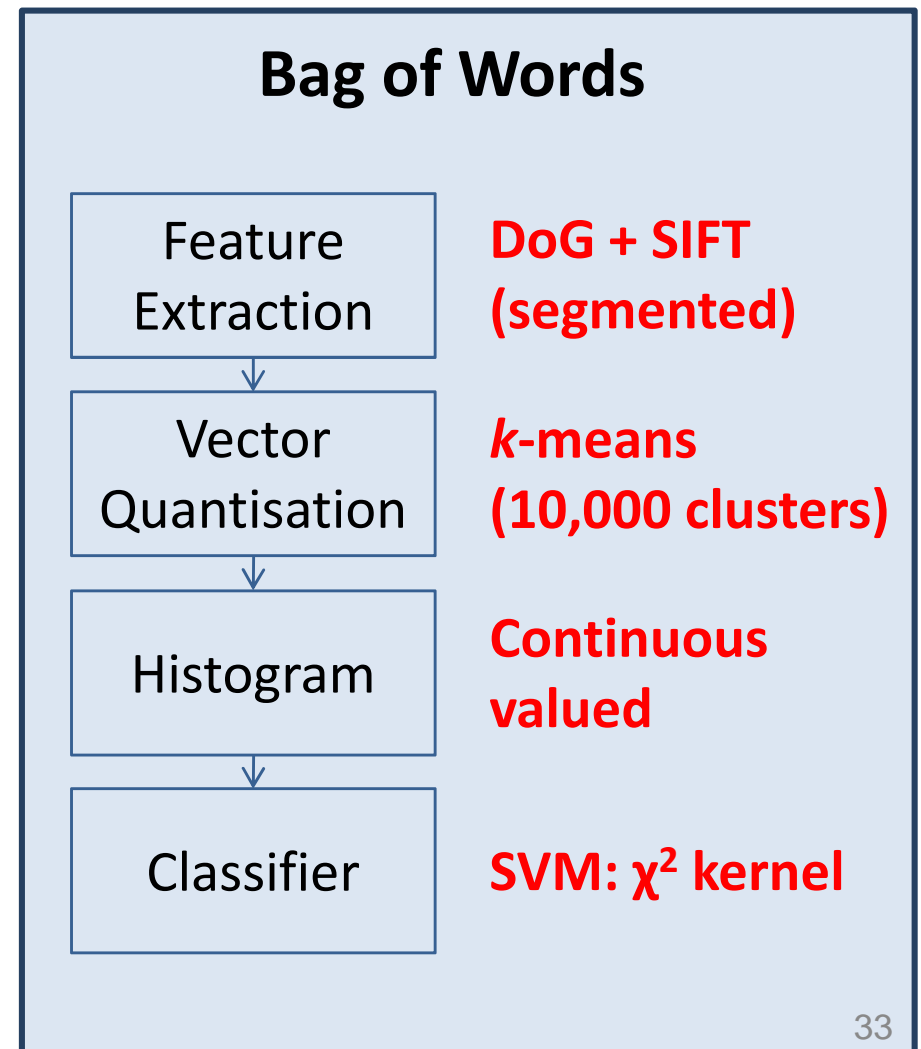 Bag of Words
Feature
Extraction
DoG + SIFT
(segmented)
Vector
Quantisation
k-means
(10,000 clusters)
Histogram
Continuous
valued
Classifier
SVM: χ² kernel
33